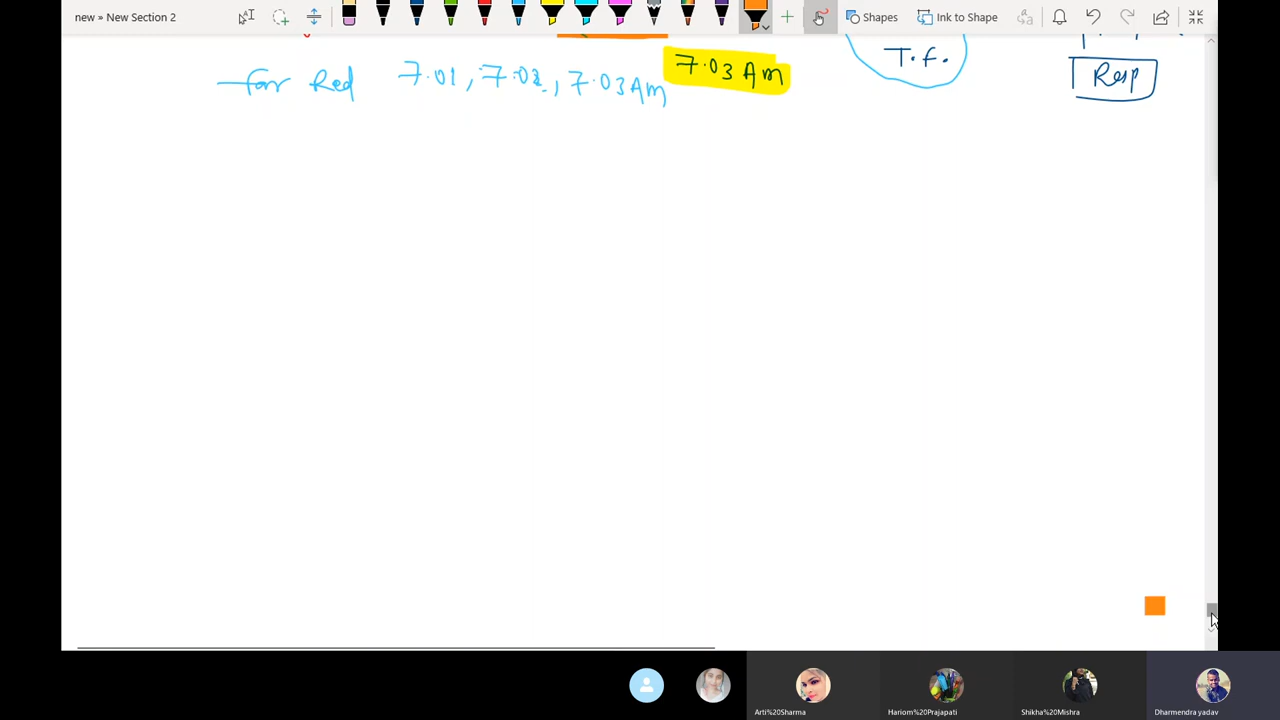 new » New Section 2
Shapes
Ink to Shape
T.f.
far Red 7.01, 7.02, 7.03 Am
7.03 Am
Resp
Arti%20Sharma
Hariom%20Prajapati
Shikha%20Mishra
Dharmendra yadav